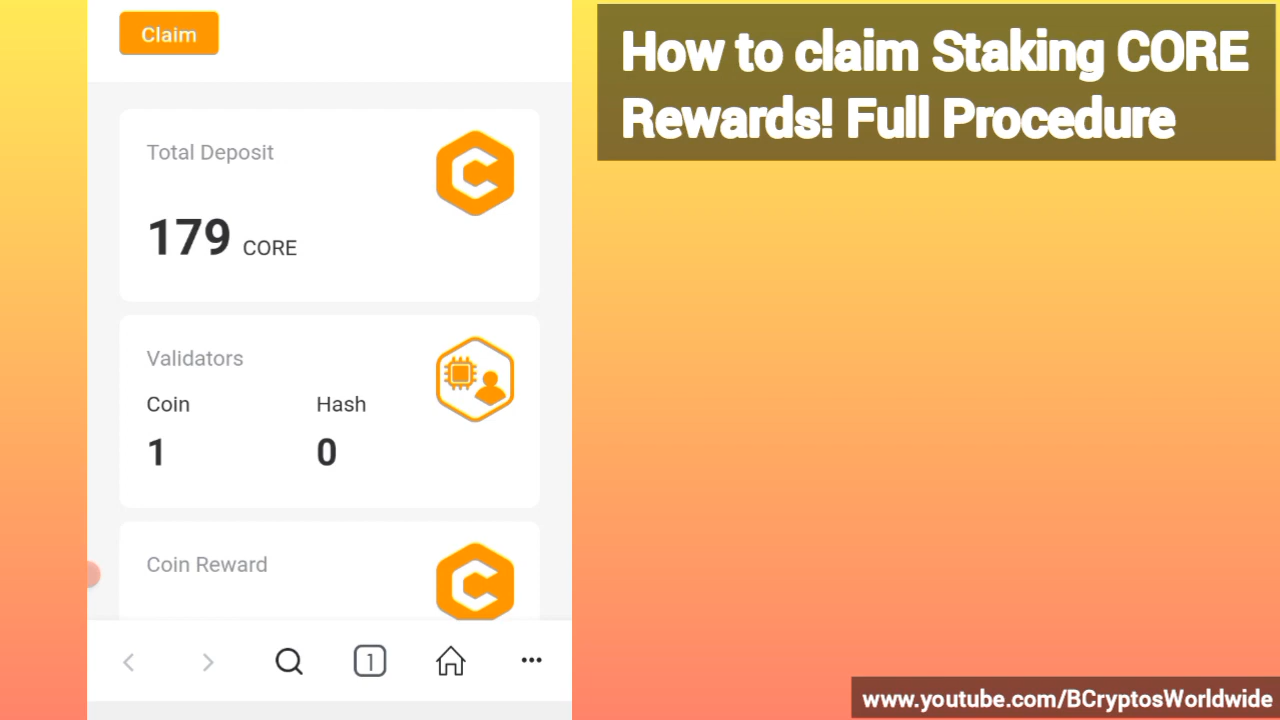 Claim
How to claim Staking CORE
Rewards! Full Procedure
Total Deposit
179 CORE
Validators
Coin Hash
1 0
Coin Reward
1
www.youtube.com/BCryptosWorldwide